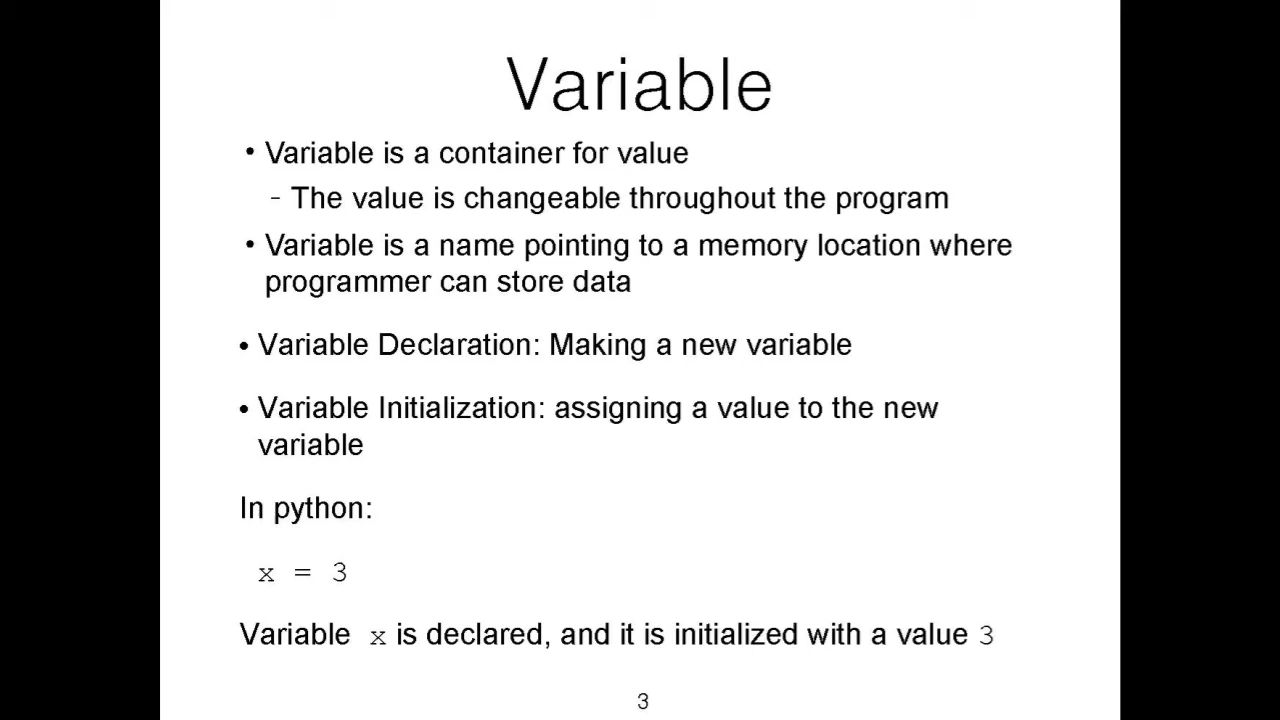 Variable
• Variable is a container for value
- The value is changeable throughout the program
• Variable is a name pointing to a memory location where
programmer can store data
• Variable Declaration: Making a new variable
• Variable Initialization: assigning a value to the new
variable
In python:
x = 3
Variable x is declared, and it is initialized with a value 3
3